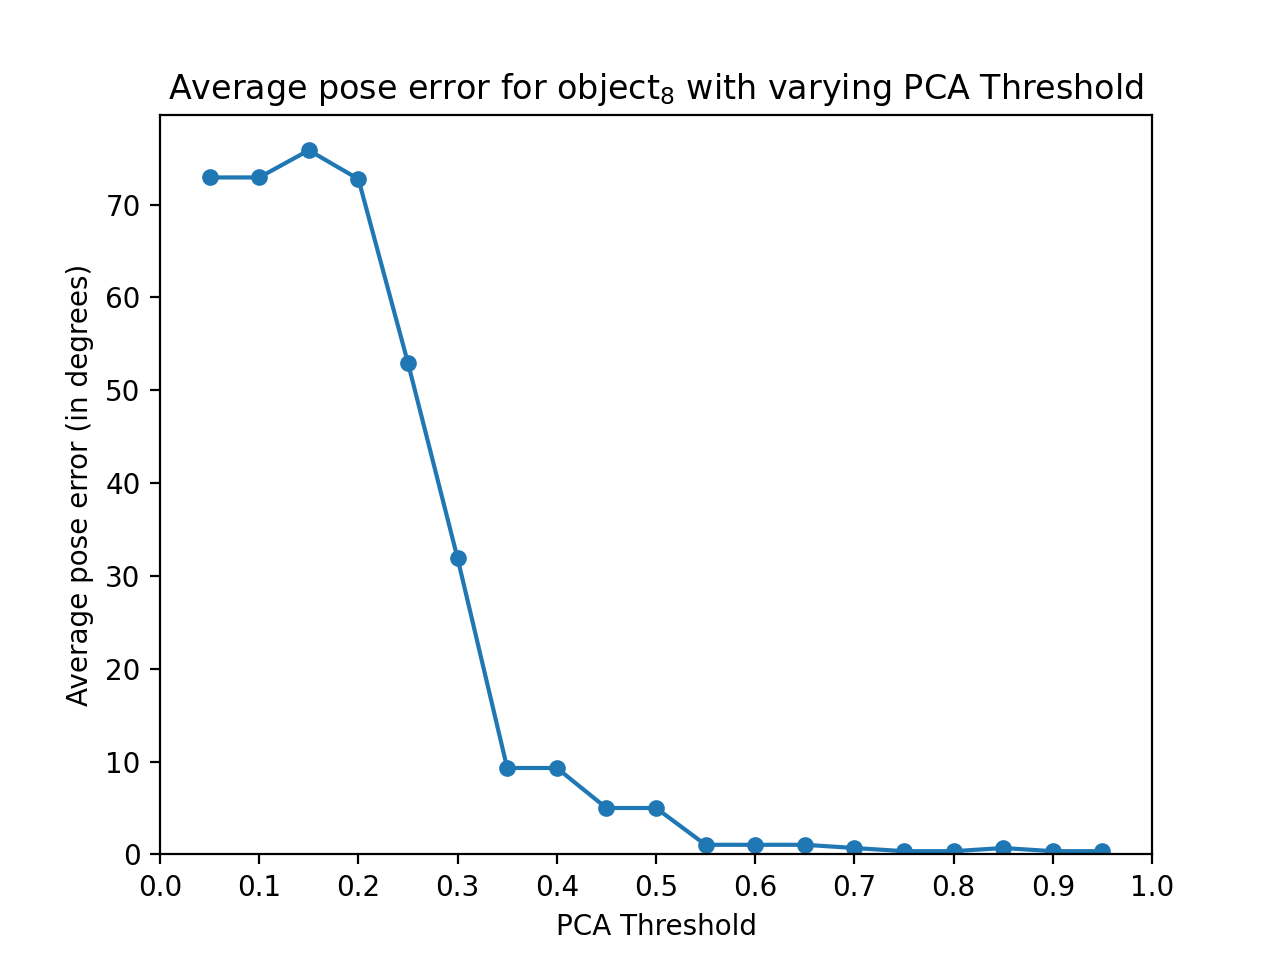 Average pose error for object₈ with varying PCA Threshold
Average pose error (in degrees)
70
60
50
40
30
20
10
0
0.0 0.1 0.2 0.3 0.4 0.5 0.6 0.7 0.8 0.9 1.0
PCA Threshold